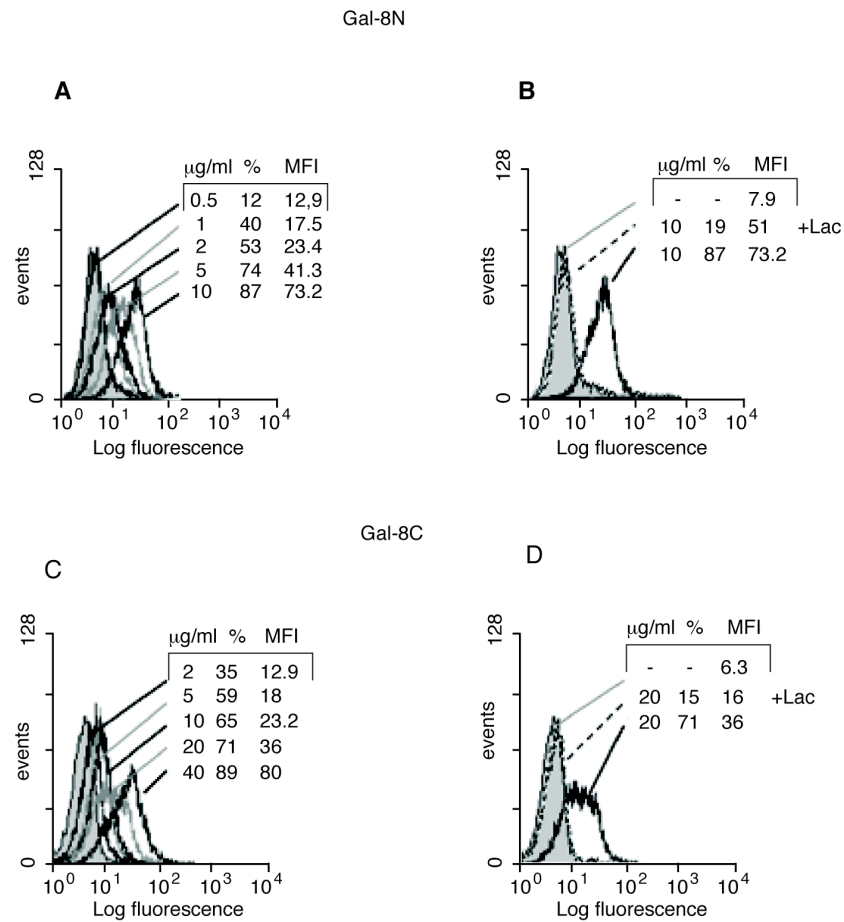 Gal-8N
A
B
128
events
0
μg/ml % MFI
0.5 12 12,9
1 40 17.5
2 53 23.4
5 74 41.3
10 87 73.2
10^0 10^1 10^2 10^3 10^4
Log fluorescence
128
events
0
μg/ml % MFI
- - 7.9
10 19 51 +Lac
10 87 73.2
10^0 10^1 10^2 10^3 10^4
Log fluorescence
Gal-8C
C
D
128
events
0
μg/ml % MFI
2 35 12.9
5 59 18
10 65 23.2
20 71 36
40 89 80
10^0 10^1 10^2 10^3 10^4
Log fluorescence
128
events
0
μg/ml % MFI
- - 6.3
20 15 16 +Lac
20 71 36
10^0 10^1 10^2 10^3 10^4
Log fluorescence